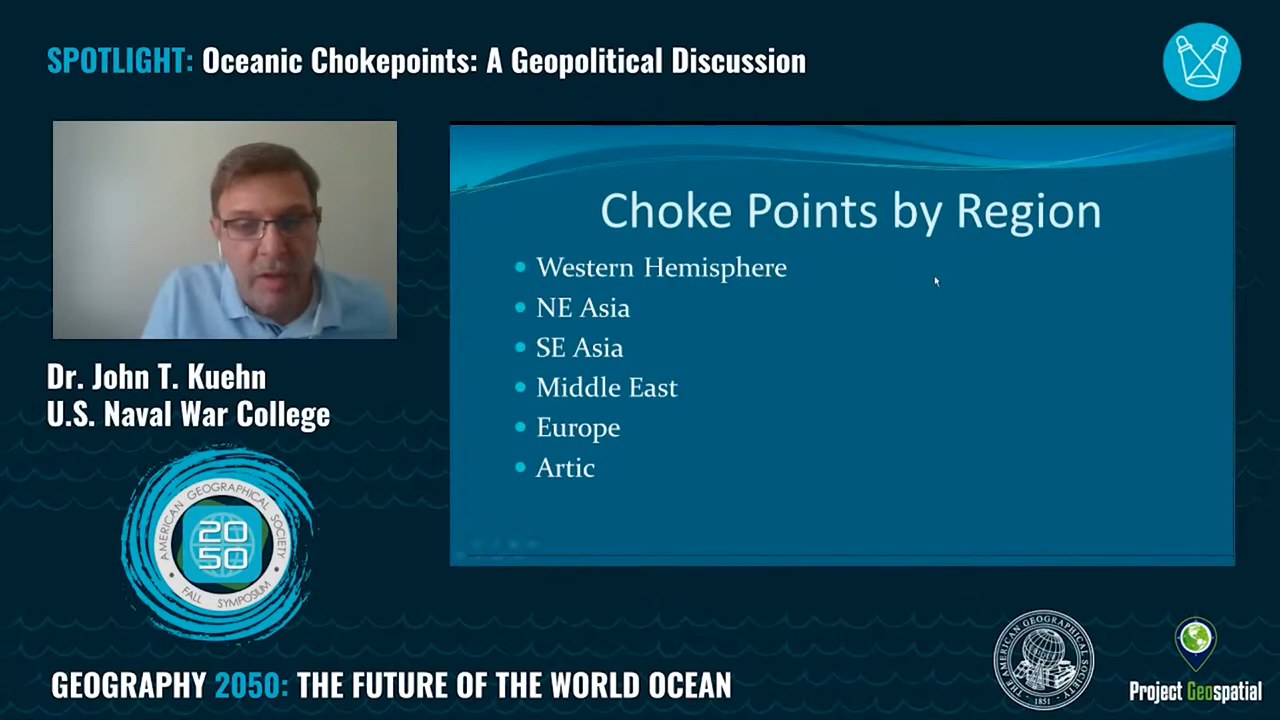 SPOTLIGHT: Oceanic Chokepoints: A Geopolitical Discussion
Choke Points by Region
Western Hemisphere
NE Asia
SE Asia
Middle East
Europe
Artic
Dr. John T. Kuehn
U.S. Naval War College
AMERICAN GEOGRAPHICAL SOCIETY
20
50
FALL SYMPOSIUM
THE AMERICAN GEOGRAPHICAL SOCIETY
1851
Project Geospatial
GEOGRAPHY 2050: THE FUTURE OF THE WORLD OCEAN